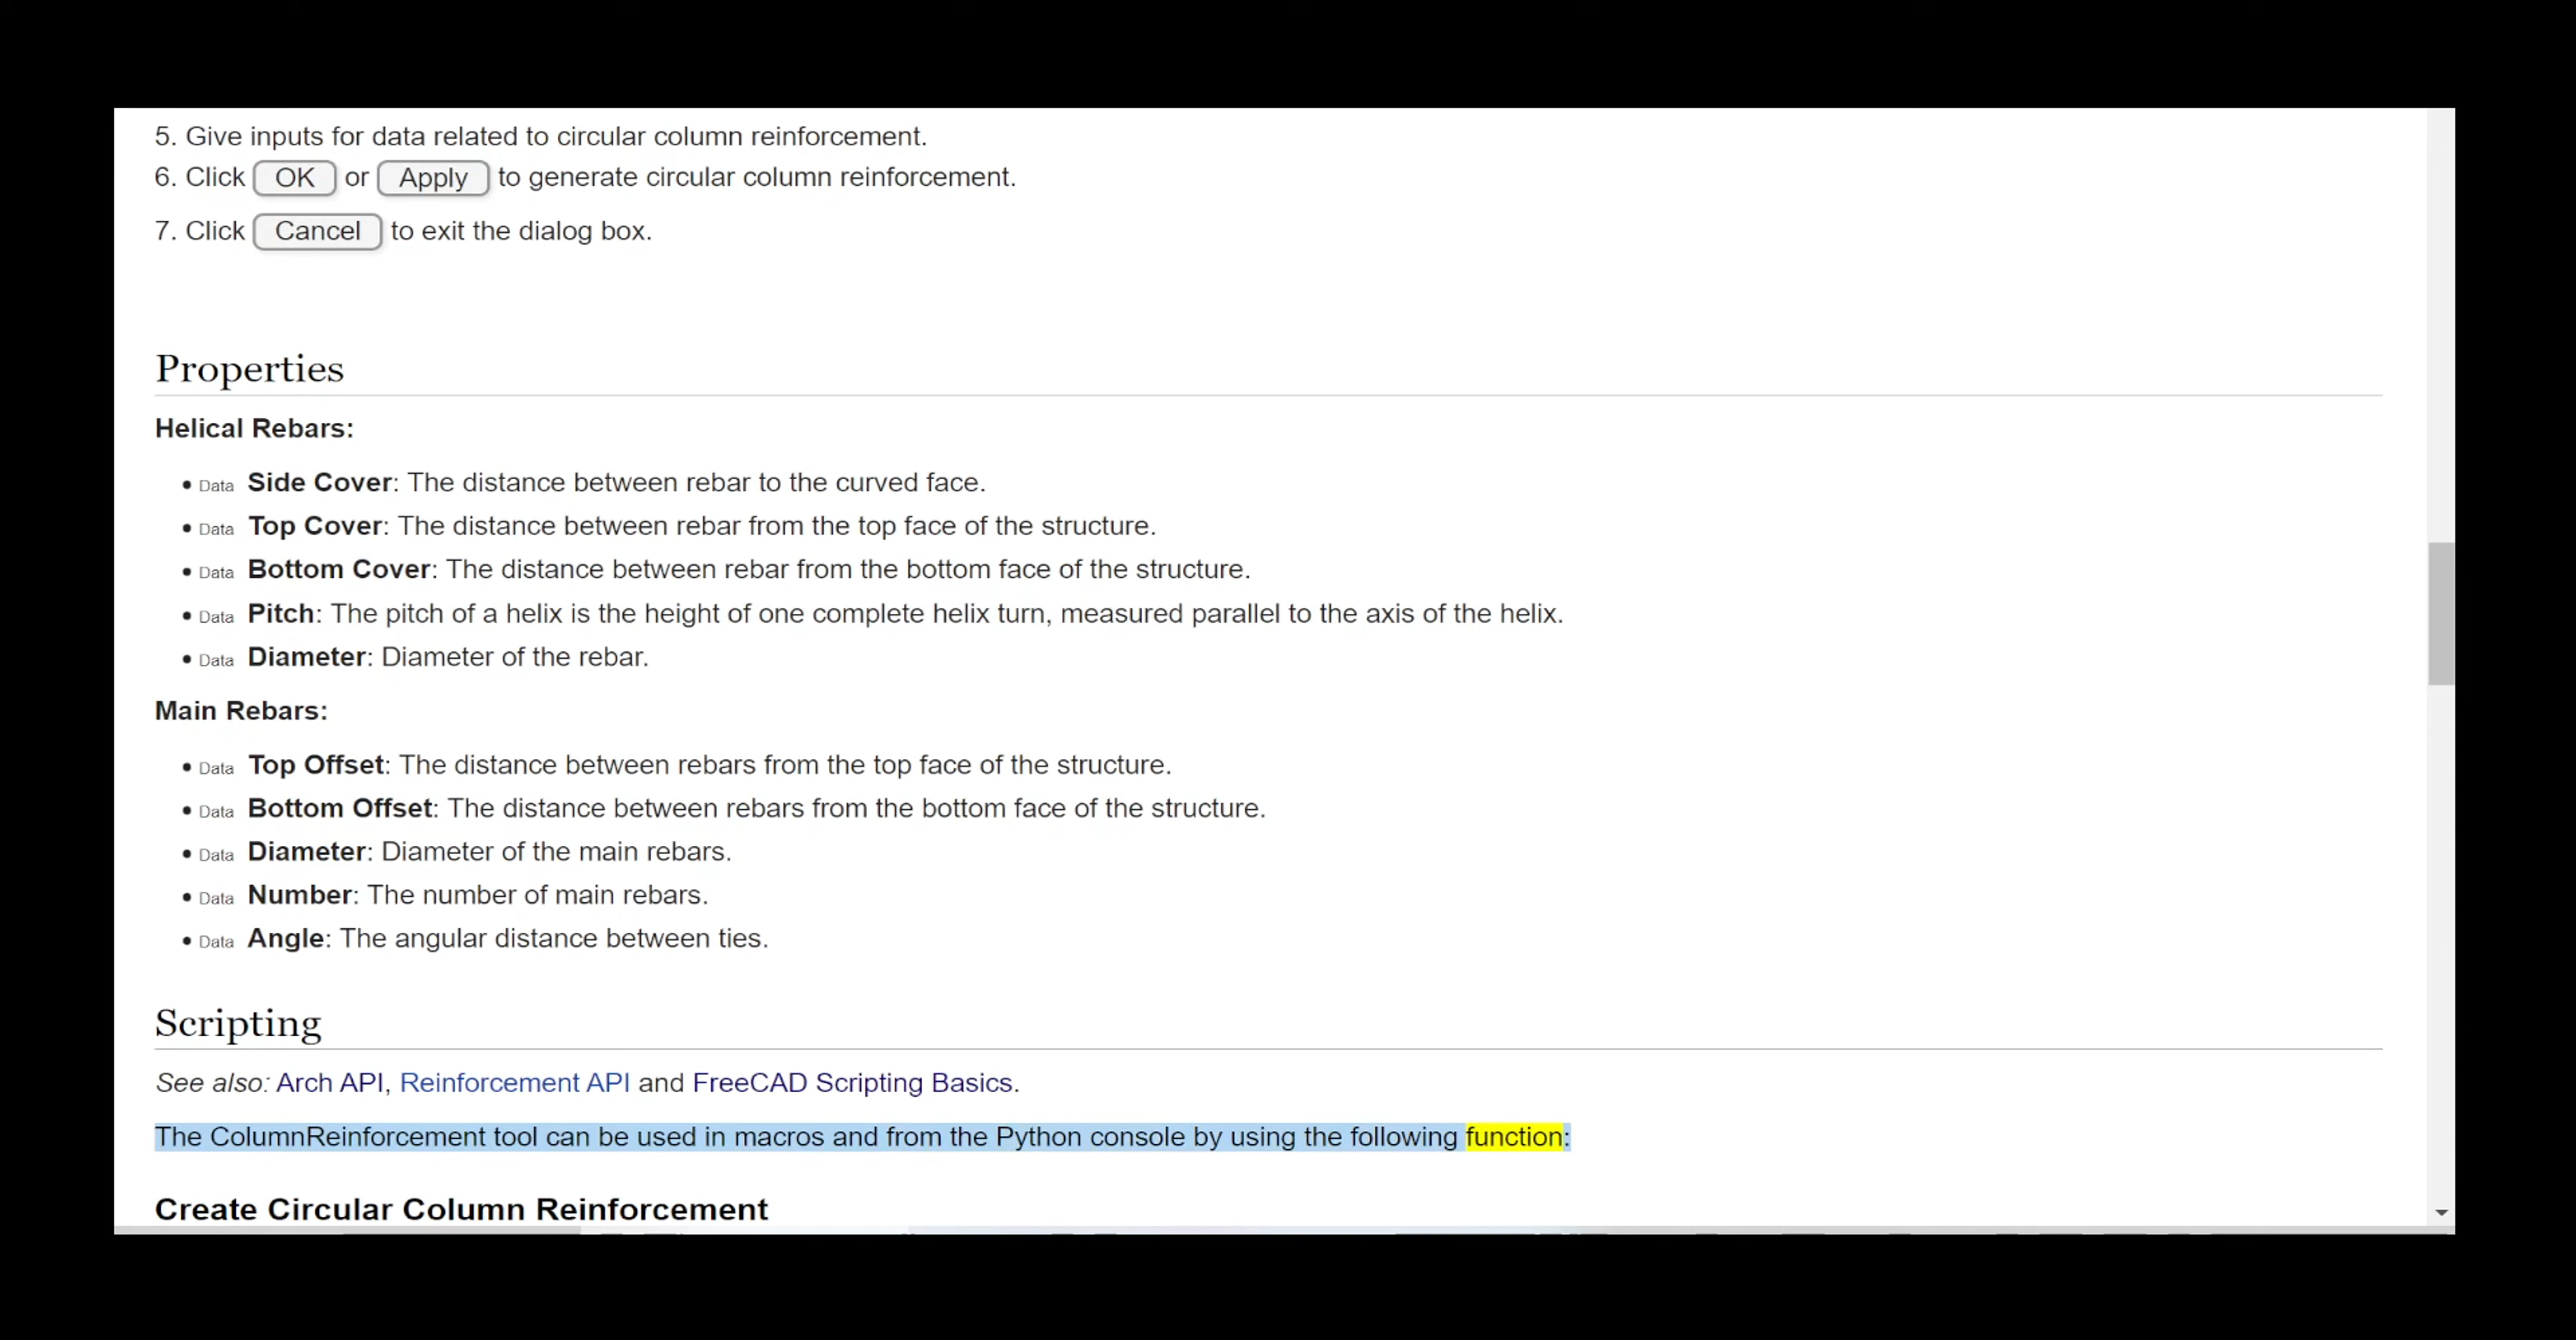 5. Give inputs for data related to circular column reinforcement.
6. Click OK or Apply to generate circular column reinforcement.
7. Click Cancel to exit the dialog box.
Properties
Helical Rebars:
• Data Side Cover: The distance between rebar to the curved face.
• Data Top Cover: The distance between rebar from the top face of the structure.
• Data Bottom Cover: The distance between rebar from the bottom face of the structure.
• Data Pitch: The pitch of a helix is the height of one complete helix turn, measured parallel to the axis of the helix.
• Data Diameter: Diameter of the rebar.
Main Rebars:
• Data Top Offset: The distance between rebars from the top face of the structure.
• Data Bottom Offset: The distance between rebars from the bottom face of the structure.
• Data Diameter: Diameter of the main rebars.
• Data Number: The number of main rebars.
• Data Angle: The angular distance between ties.
Scripting
See also: Arch API, Reinforcement API and FreeCAD Scripting Basics.
The ColumnReinforcement tool can be used in macros and from the Python console by using the following function:
Create Circular Column Reinforcement